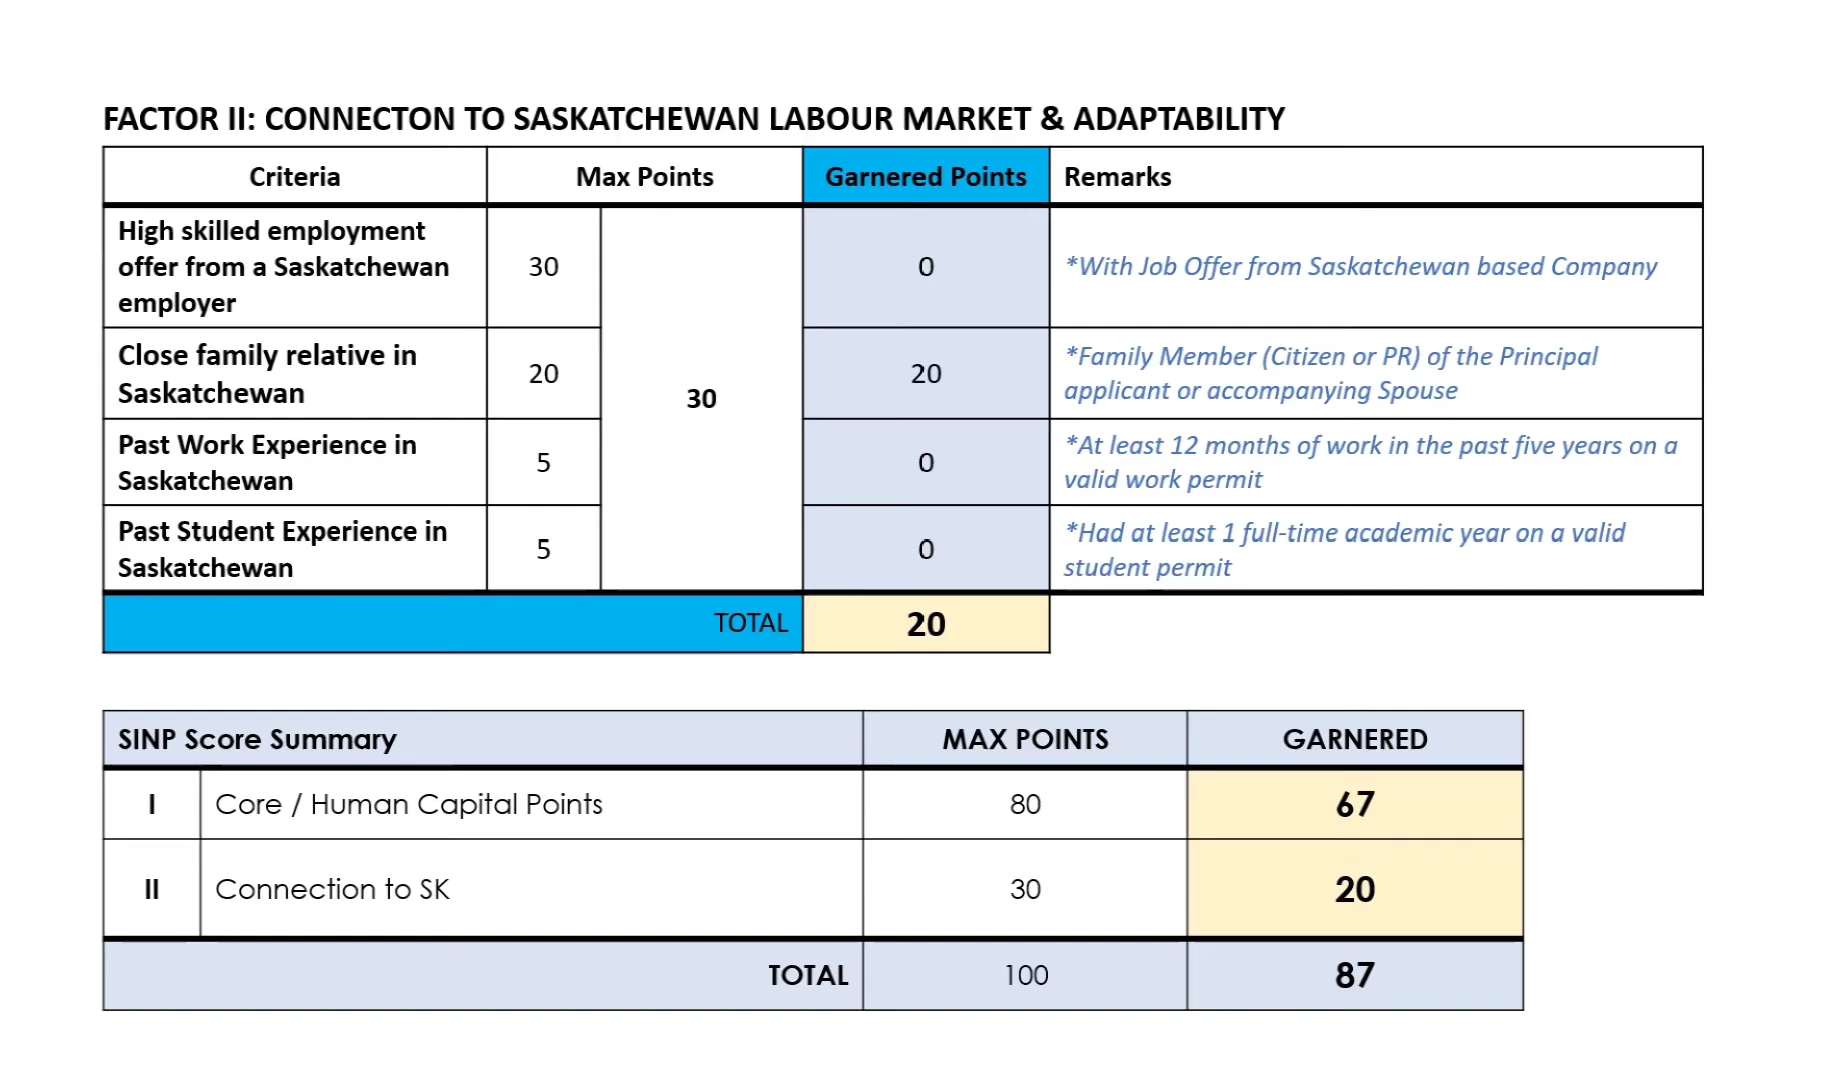 FACTOR II: CONNECTON TO SASKATCHEWAN LABOUR MARKET & ADAPTABILITY
Criteria
Max Points
Garnered Points
Remarks
High skilled employment
offer from a Saskatchewan
employer
30
0
*With Job Offer from Saskatchewan based Company
Close family relative in
Saskatchewan
20
30
20
*Family Member (Citizen or PR) of the Principal
applicant or accompanying Spouse
Past Work Experience in
Saskatchewan
5
0
*At least 12 months of work in the past five years on a
valid work permit
Past Student Experience in
Saskatchewan
5
0
*Had at least 1 full-time academic year on a valid
student permit
TOTAL
20
SINP Score Summary
MAX POINTS
GARNERED
I
Core / Human Capital Points
80
67
II
Connection to SK
30
20
TOTAL
100
87